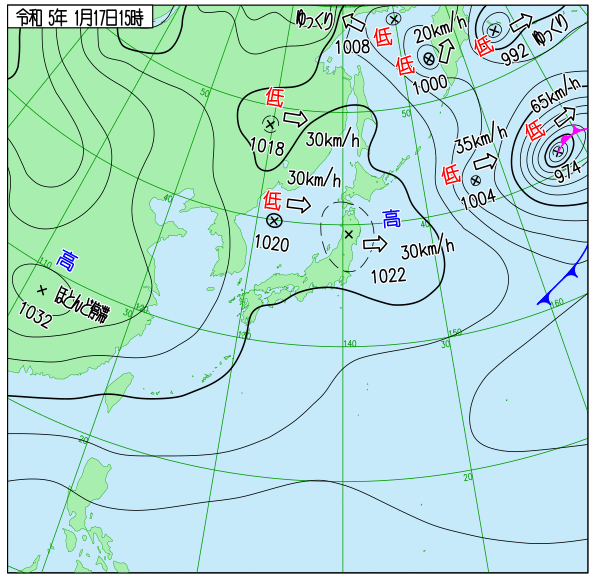 令和 5年 1月17日15時
ゆっくり
1008
低
20km/h
低
1000
低
992
ゆっくり
65km/h
低
974
50
50
低
1018
30km/h
35km/h
低
1004
30km/h
低
1020
40
40
高
30km/h
1022
高
110
ほとんど停滞
1032
30
120
130
140
30
150
160
20
20